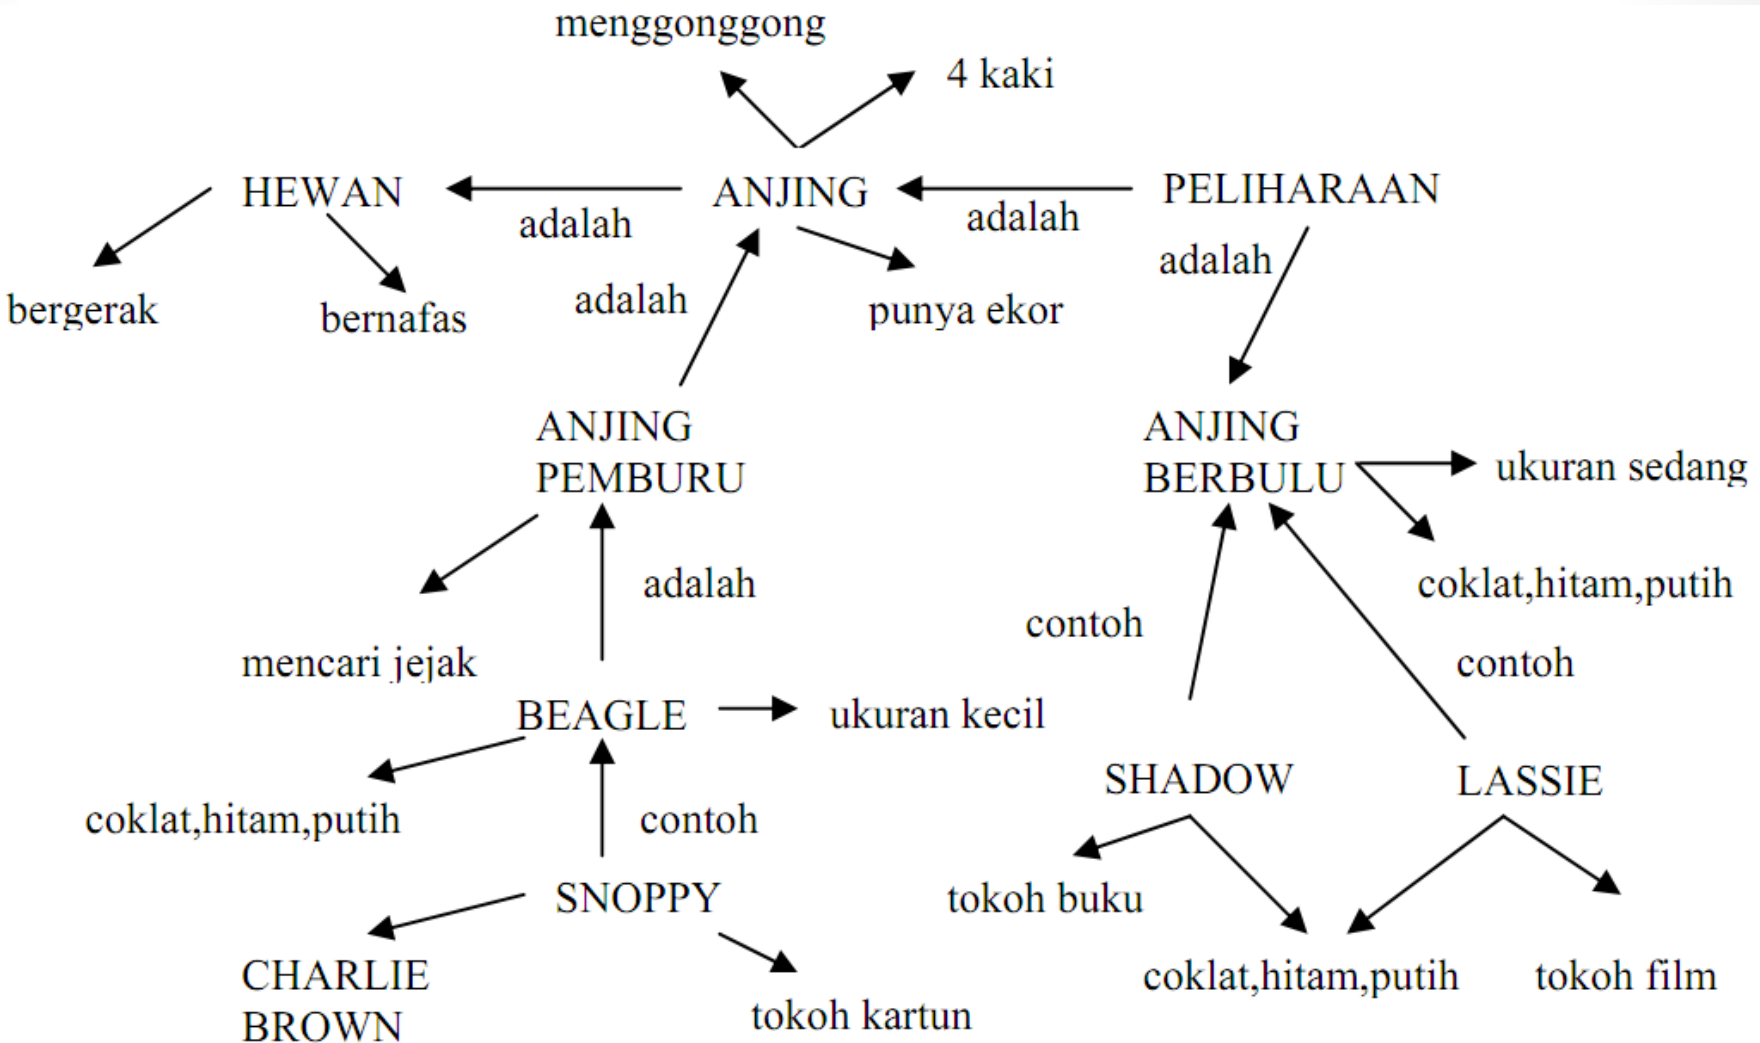 menggonggong
4 kaki
HEWAN
adalah
ANJING
adalah
PELIHARAAN
adalah
bergerak
bernafas
adalah
punya ekor
ANJING
PEMBURU
ANJING
BERBULU
ukuran sedang
adalah
coklat,hitam,putih
contoh
contoh
mencari jejak
BEAGLE
ukuran kecil
SHADOW
LASSIE
coklat,hitam,putih
contoh
SNOPPY
tokoh buku
CHARLIE
BROWN
tokoh kartun
coklat,hitam,putih
tokoh film